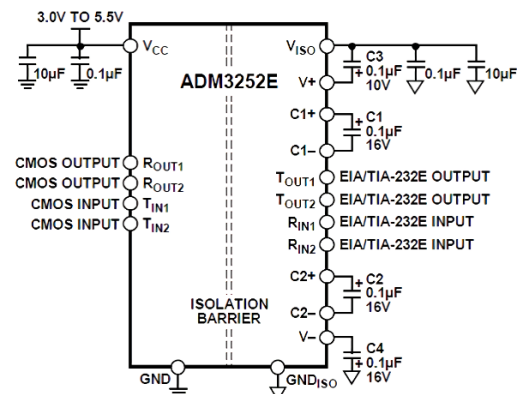 3.0V TO 5.5V
10µF
0.1µF
VCC
ADM3252E
VISO
V+
C3
0.1µF
10V
0.1µF
10µF
C1+
C1
0.1µF
16V
C1–
CMOS OUTPUT ROUT1
TOUT1 EIA/TIA-232E OUTPUT
CMOS OUTPUT ROUT2
TOUT2 EIA/TIA-232E OUTPUT
CMOS INPUT TIN1
RIN1 EIA/TIA-232E INPUT
CMOS INPUT TIN2
RIN2 EIA/TIA-232E INPUT
C2+
C2
0.1µF
16V
C2–
ISOLATION
BARRIER
V–
C4
0.1µF
16V
GND
GNDISO